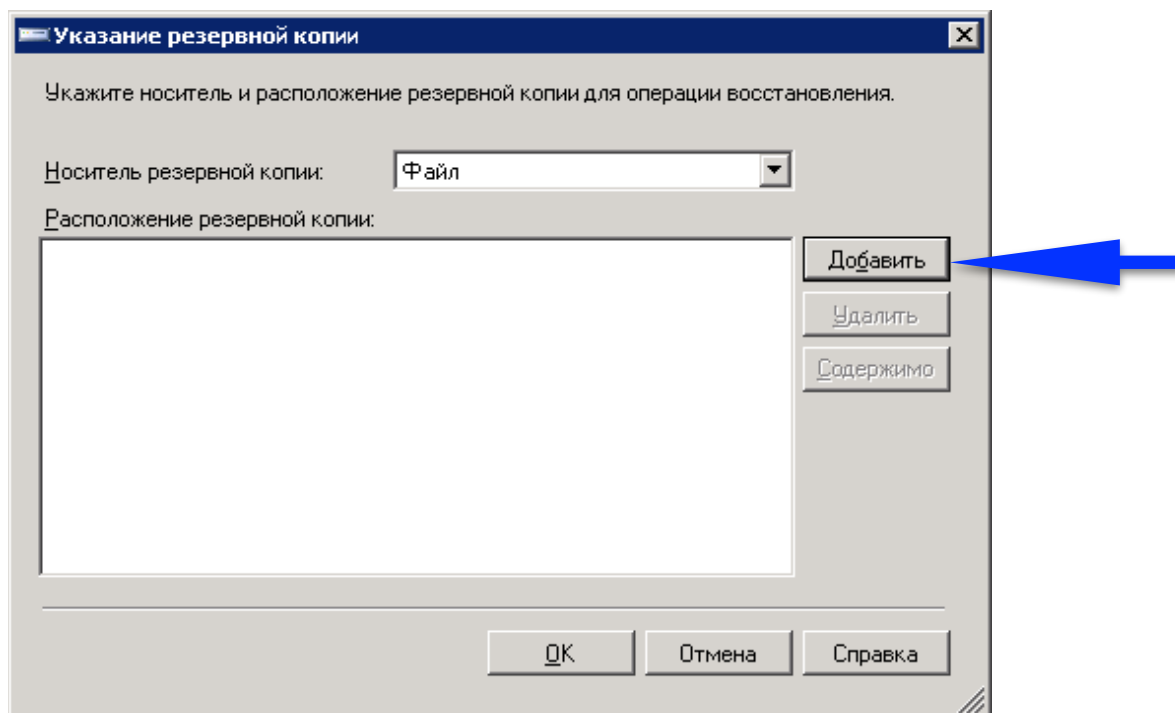 Указание резервной копии
Укажите носитель и расположение резервной копии для операции восстановления.
Носитель резервной копии: Файл
Расположение резервной копии:
Добавить
Удалить
Содержимо
OK Отмена Справка